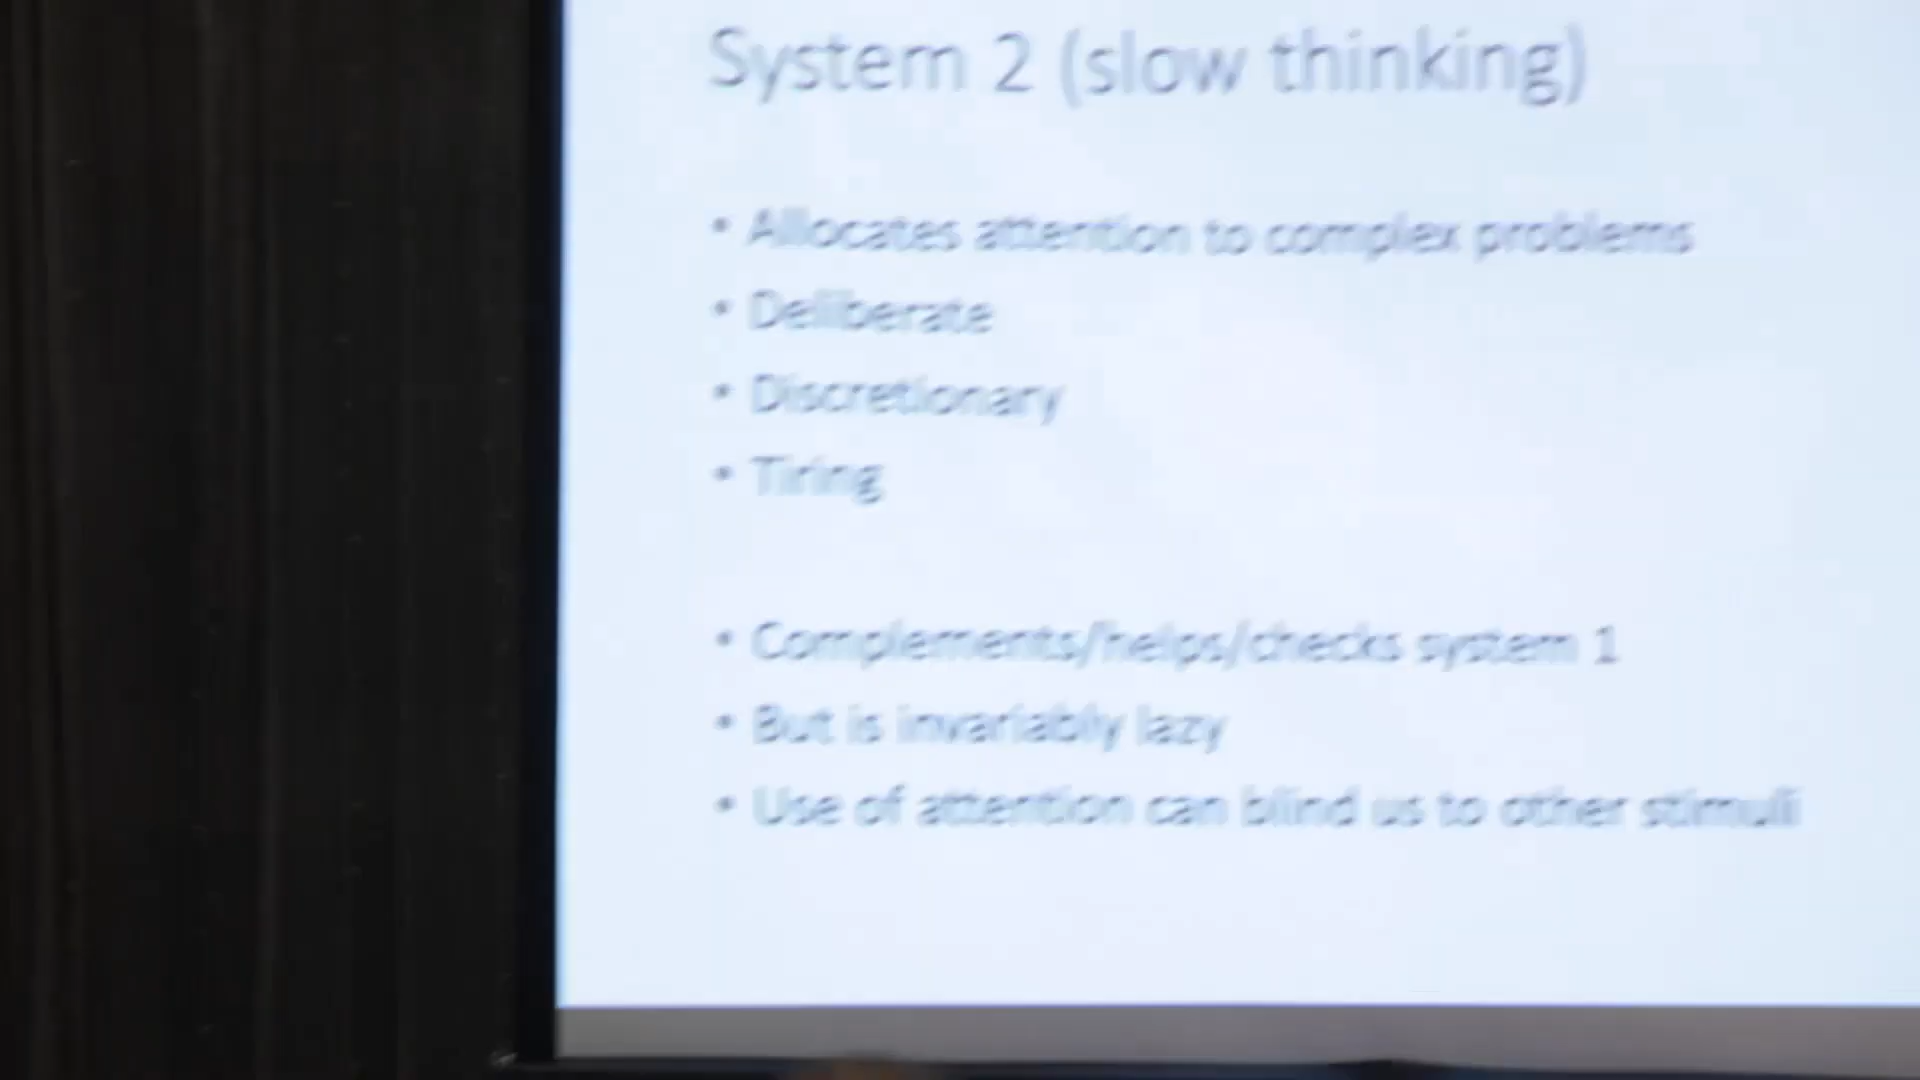 System 2 (slow thinking)
• Allocates attention to complex problems
• Deliberate
• Discretionary
• Tiring
• Complements/helps/checks system 1
• But is invariably lazy
• Use of attention can blind us to other stimuli